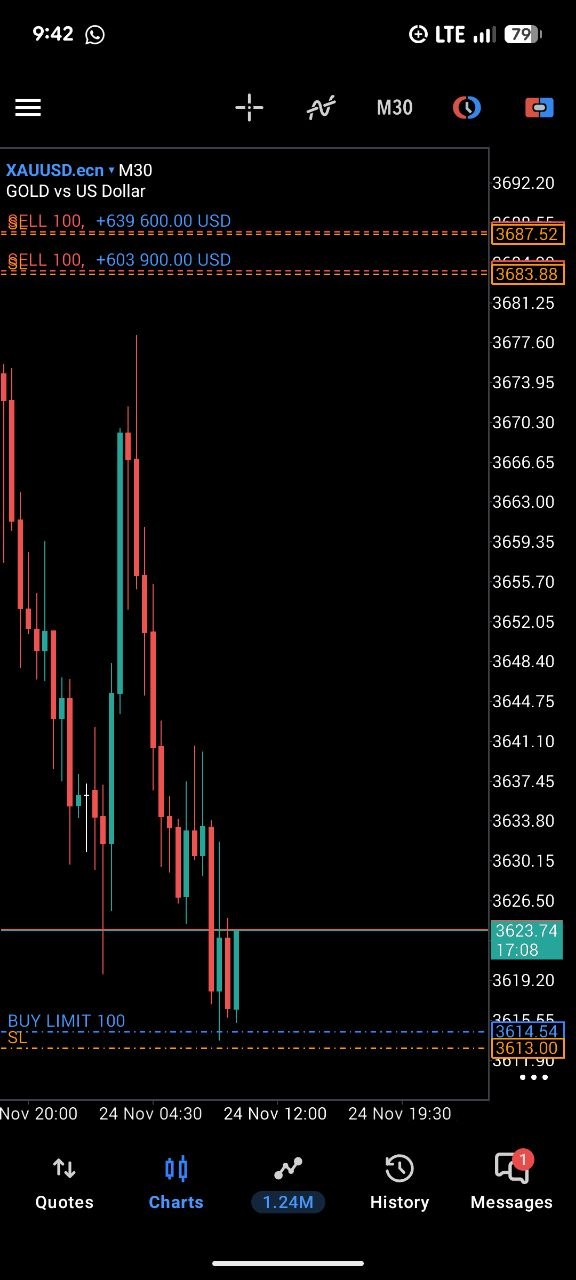 9:42 LTE 79
M30
XAUUSD.ecn ▾ M30
GOLD vs US Dollar
3692.20
SELL 100, +639 600.00 USD
3687.52
SELL 100, +603 900.00 USD
3683.88
3681.25
3677.60
3673.95
3670.30
3666.65
3663.00
3659.35
3655.70
3652.05
3648.40
3644.75
3641.10
3637.45
3633.80
3630.15
3626.50
3623.74
17:08
3619.20
3615.55
BUY LIMIT 100
3614.54
SL
3613.00
3611.90
Nov 20:00 24 Nov 04:30 24 Nov 12:00 24 Nov 19:30
1
Quotes Charts 1.24M History Messages